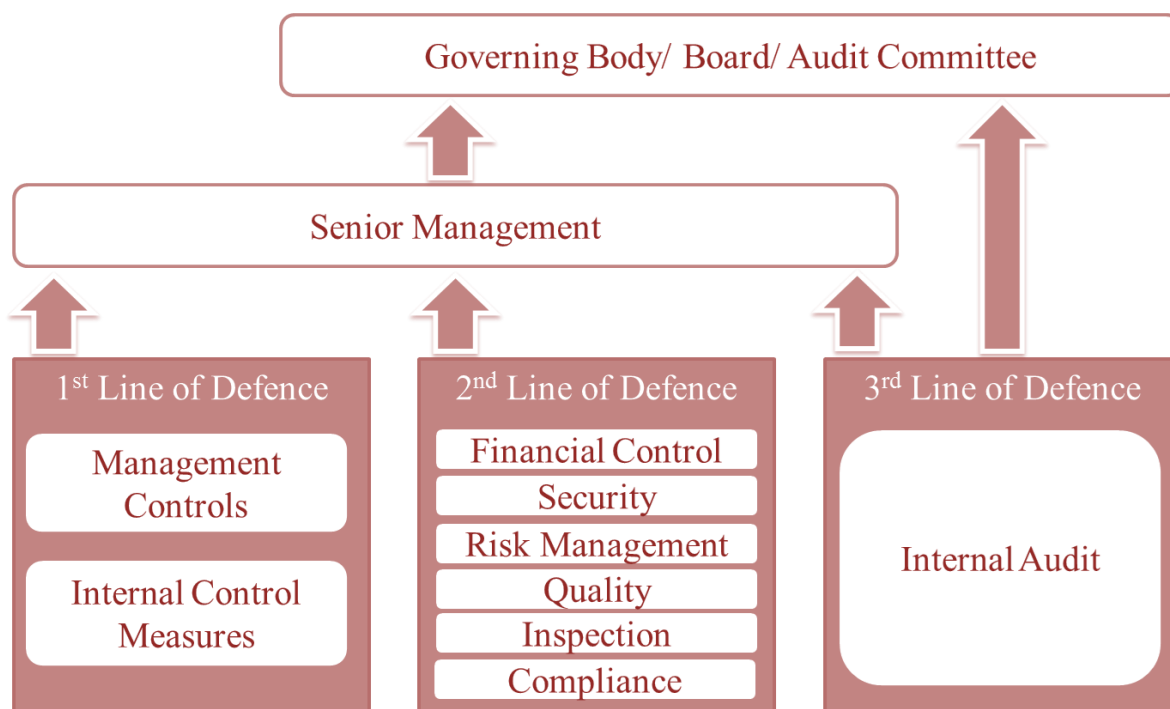 Governing Body/ Board/ Audit Committee
Senior Management
1st Line of Defence
Management
Controls
Internal Control
Measures
2nd Line of Defence
Financial Control
Security
Risk Management
Quality
Inspection
Compliance
3rd Line of Defence
Internal Audit